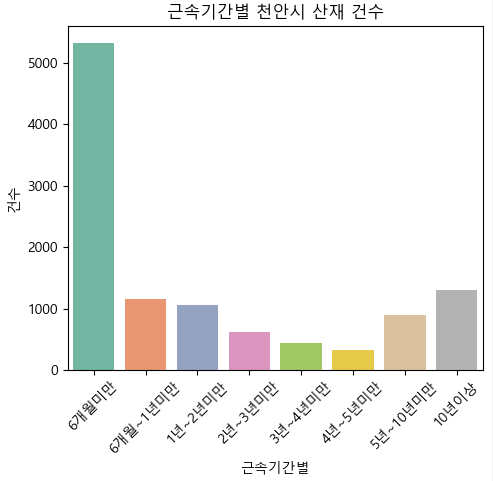 근속기간별 천안시 산재 건수
건수
5000
4000
3000
2000
1000
0
6개월미만
6개월~1년미만
1년~2년미만
2년~3년미만
3년~4년미만
4년~5년미만
5년~10년미만
10년이상
근속기간별